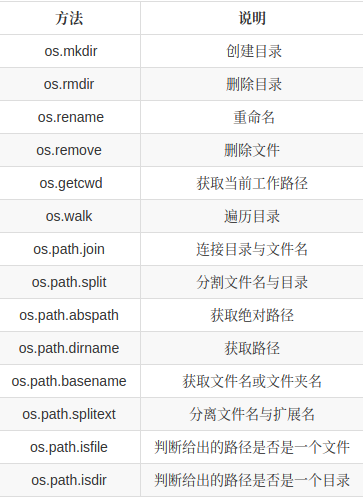 方法 说明
os.mkdir 创建目录
os.rmdir 删除目录
os.rename 重命名
os.remove 删除文件
os.getcwd 获取当前工作路径
os.walk 遍历目录
os.path.join 连接目录与文件名
os.path.split 分割文件名与目录
os.path.abspath 获取绝对路径
os.path.dirname 获取路径
os.path.basename 获取文件名或文件夹名
os.path.splitext 分离文件名与扩展名
os.path.isfile 判断给出的路径是否是一个文件
os.path.isdir 判断给出的路径是否是一个目录